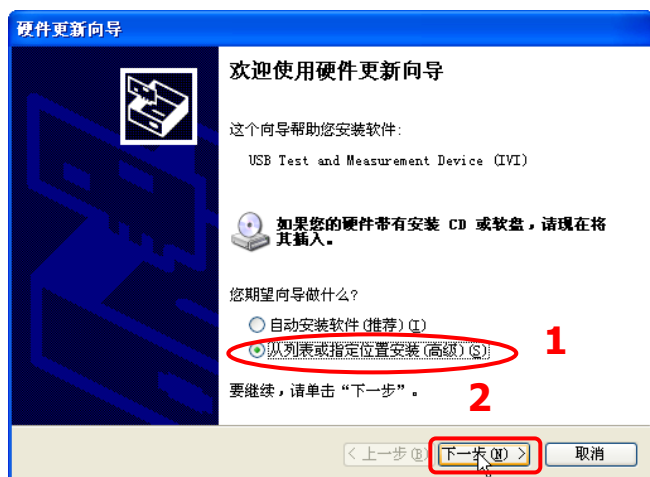 硬件更新向导
欢迎使用硬件更新向导
这个向导帮助您安装软件:
USB Test and Measurement Device (IVI)
如果您的硬件带有安装 CD 或软盘，请现在将
其插入。
您期望向导做什么?
自动安装软件(推荐)(I)
从列表或指定位置安装(高级)(S)
1
要继续，请单击“下一步”。
2
< 上一步(B)
下一步(N) >
取消